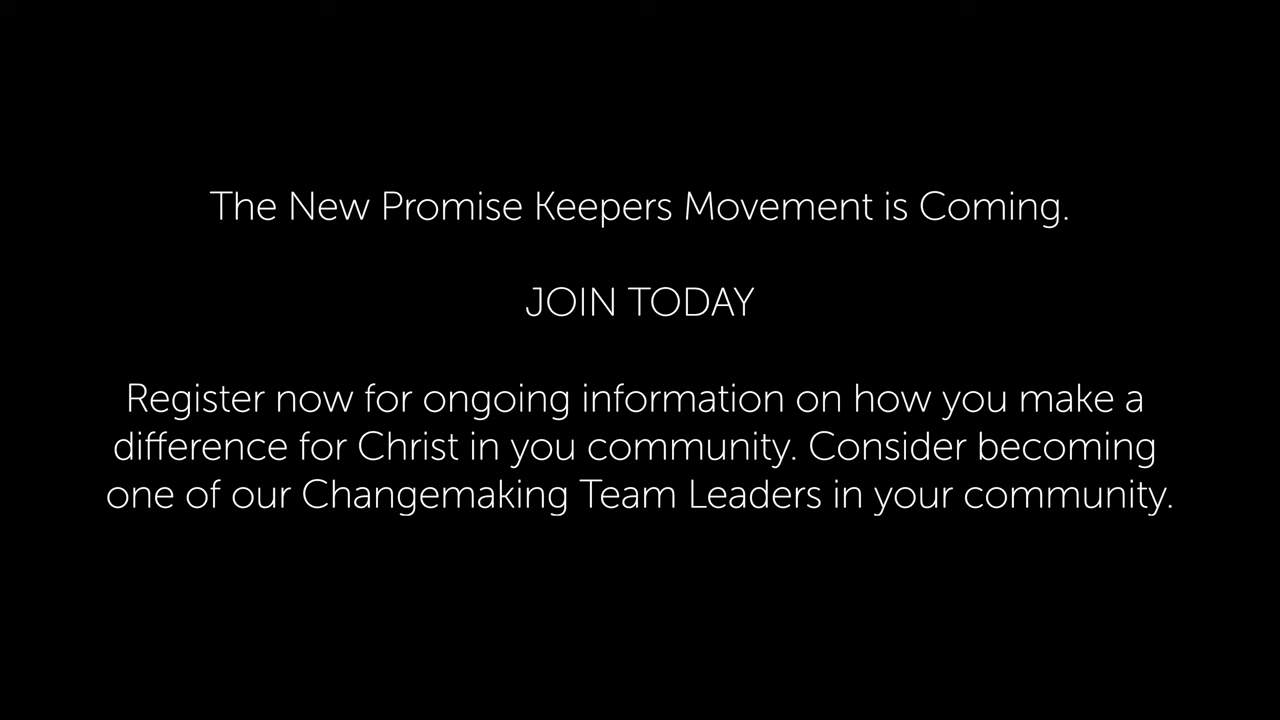 The New Promise Keepers Movement is Coming.
JOIN TODAY
Register now for ongoing information on how you make a
difference for Christ in you community. Consider becoming
one of our Changemaking Team Leaders in your community.